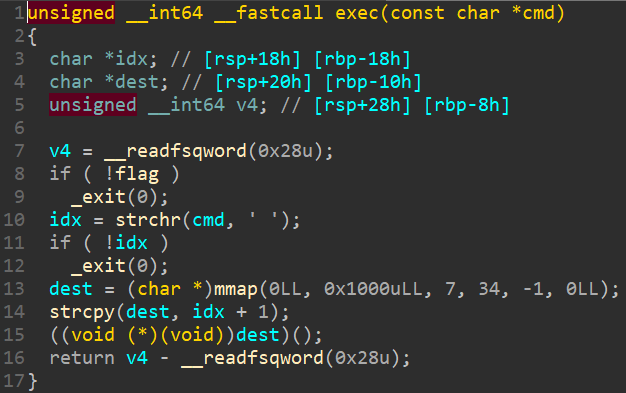 1 unsigned __int64 __fastcall exec(const char *cmd)
2 {
3   char *idx; // [rsp+18h] [rbp-18h]
4   char *dest; // [rsp+20h] [rbp-10h]
5   unsigned __int64 v4; // [rsp+28h] [rbp-8h]
6
7   v4 = __readfsqword(0x28u);
8   if ( !flag )
9     _exit(0);
10   idx = strchr(cmd, ' ');
11   if ( !idx )
12     _exit(0);
13   dest = (char *)mmap(0LL, 0x1000uLL, 7, 34, -1, 0LL);
14   strcpy(dest, idx + 1);
15   ((void (*)(void))dest)();
16   return v4 - __readfsqword(0x28u);
17 }